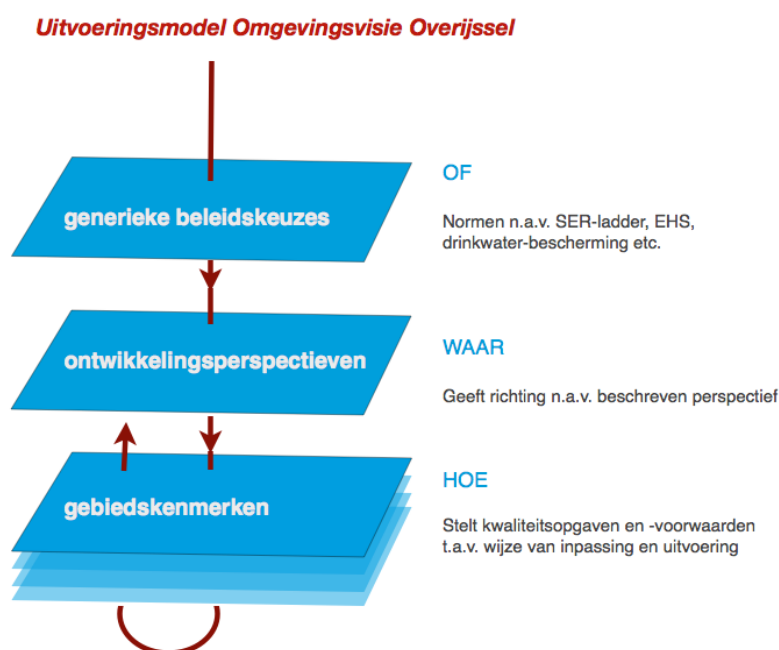 Uitvoeringsmodel Omgevingsvisie Overijssel
generieke beleidskeuzes
OF
Normen n.a.v. SER-ladder, EHS,
drinkwater-bescherming etc.
ontwikkelingsperspectieven
WAAR
Geeft richting n.a.v. beschreven perspectief
gebiedskenmerken
HOE
Stelt kwaliteitsopgaven en -voorwaarden
t.a.v. wijze van inpassing en uitvoering